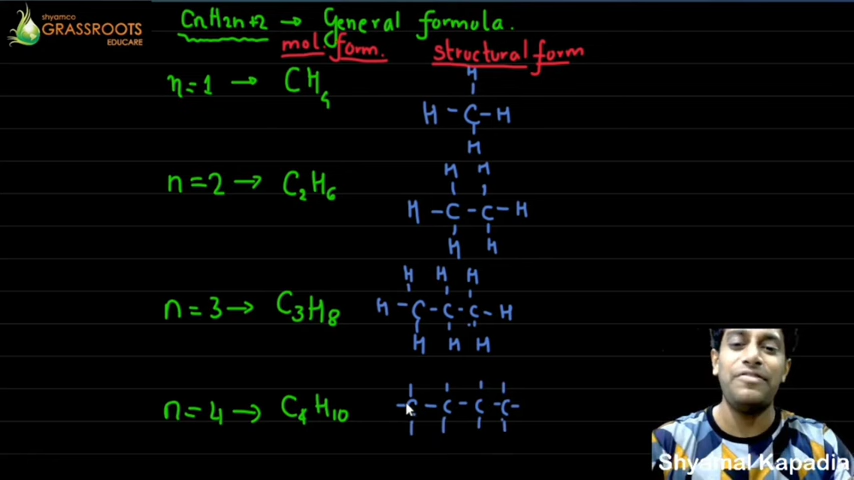 shyamco
GRASSROOTS
EDUCARE
CnH2n+2 → General formula.
mol. form. structural form
n=1 → CH4
H
H - C - H
H
n=2 → C2H6
H H
H - C - C - H
H H
n=3 → C3H8
H H H
H - C - C - C - H
H H H
n=4 → C4H10
- C - C - C - C -
Shyamal Kapadia